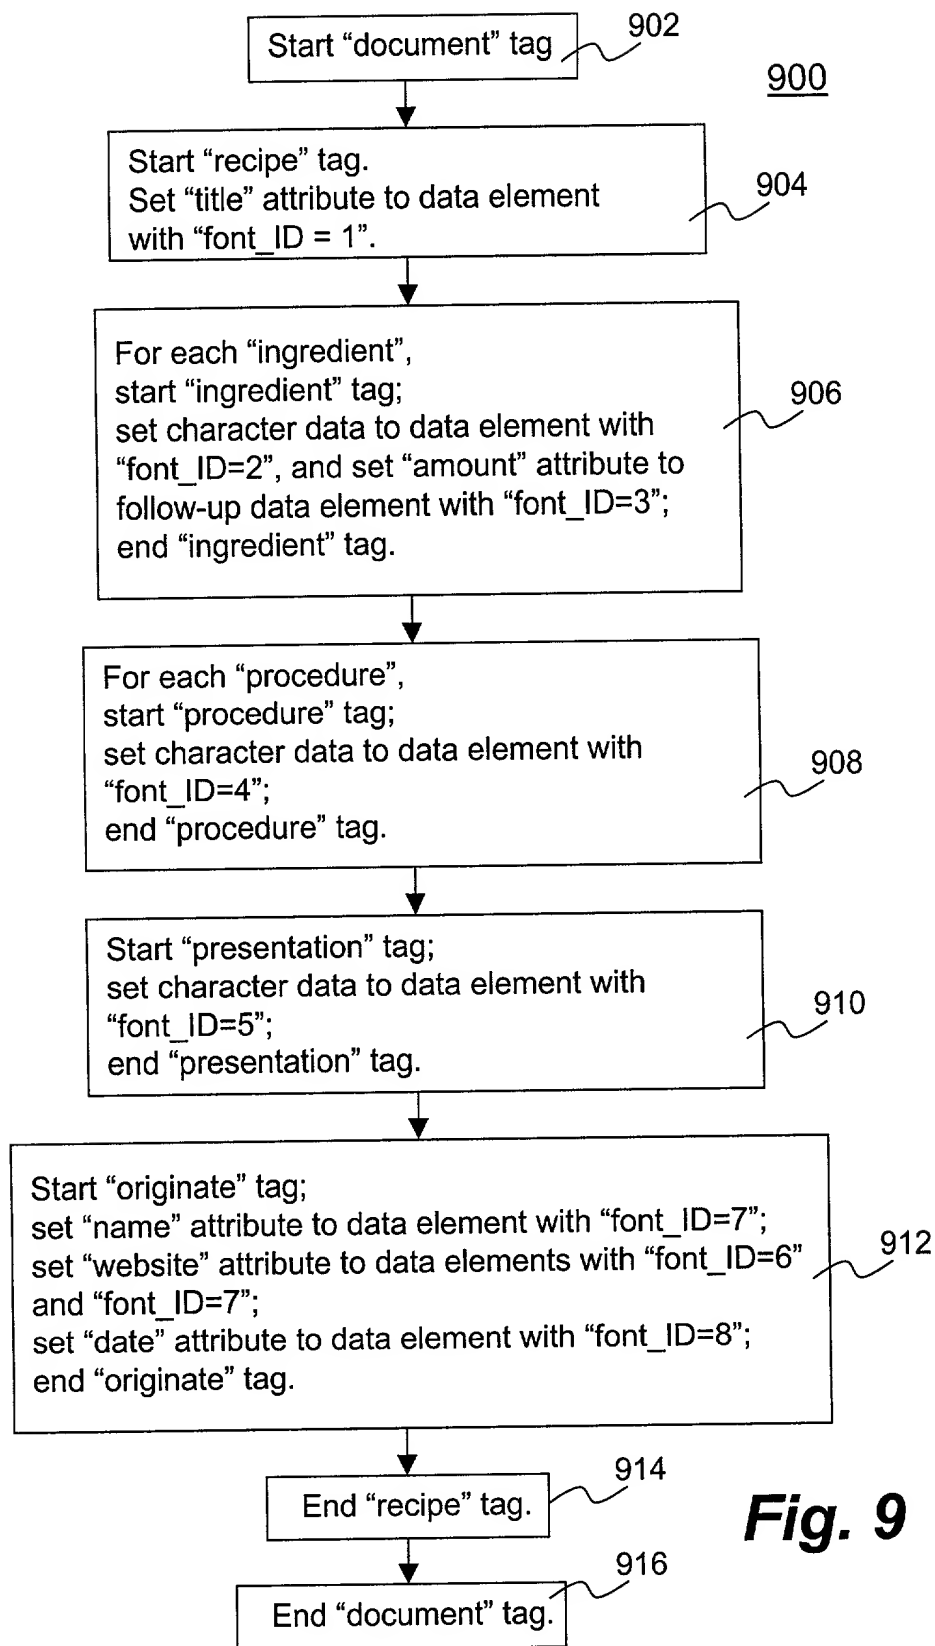 Start “document” tag
902
900
Start “recipe” tag.
Set “title” attribute to data element
with “font_ID = 1”.
904
For each “ingredient”,
start “ingredient” tag;
set character data to data element with
“font_ID=2”, and set “amount” attribute to
follow-up data element with “font_ID=3”;
end “ingredient” tag.
906
For each “procedure”,
start “procedure” tag;
set character data to data element with
“font_ID=4”;
end “procedure” tag.
908
Start “presentation” tag;
set character data to data element with
“font_ID=5”;
end “presentation” tag.
910
Start “originate” tag;
set “name” attribute to data element with “font_ID=7”;
set “website” attribute to data elements with “font_ID=6”
and “font_ID=7”;
set “date” attribute to data element with “font_ID=8”;
end “originate” tag.
912
End “recipe” tag.
914
Fig. 9
End “document” tag.
916